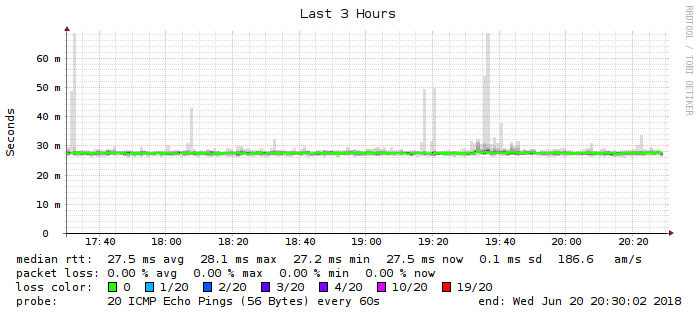 Last 3 Hours
RRDTOOL / TOBI OETIKER
Seconds
60 m
50 m
40 m
30 m
20 m
10 m
0
17:40 18:00 18:20 18:40 19:00 19:20 19:40 20:00 20:20
median rtt: 27.5 ms avg 28.1 ms max 27.2 ms min 27.5 ms now 0.1 ms sd 186.6 am/s
packet loss: 0.00 % avg 0.00 % max 0.00 % min 0.00 % now
loss color: 0 1/20 2/20 3/20 4/20 10/20 19/20
probe: 20 ICMP Echo Pings (56 Bytes) every 60s end: Wed Jun 20 20:30:02 2018